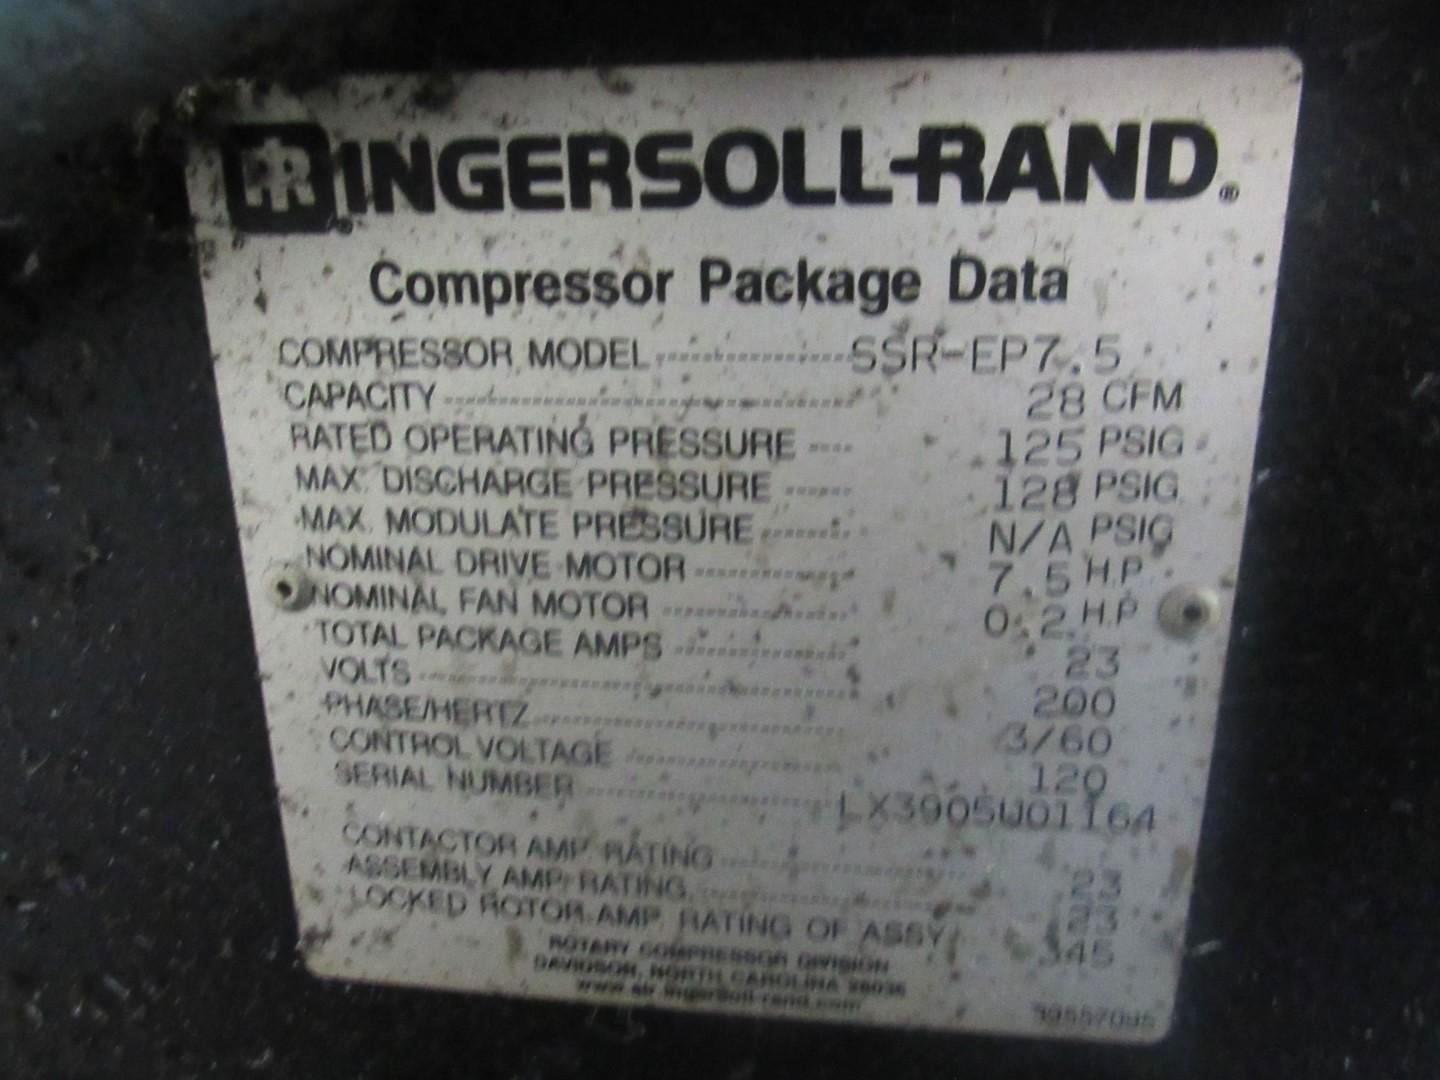 IR INGERSOLL-RAND®
Compressor Package Data
COMPRESSOR MODEL SSR-EP7.5
CAPACITY 28 CFM
RATED OPERATING PRESSURE 125 PSIG
MAX. DISCHARGE PRESSURE 128 PSIG
MAX. MODULATE PRESSURE N/A PSIG
NOMINAL DRIVE MOTOR 7.5 H.P.
NOMINAL FAN MOTOR 0.2 H.P
TOTAL PACKAGE AMPS 23
VOLTS 200
PHASE/HERTZ 3/60
CONTROL VOLTAGE 120
SERIAL NUMBER LX3905U01164
CONTACTOR AMP. RATING 23
ASSEMBLY AMP. RATING 23
LOCKED ROTOR AMP. RATING OF ASSY 345
ROTARY COMPRESSOR DIVISION
DAVIDSON, NORTH CAROLINA 28036
www.air.ingersoll-rand.com